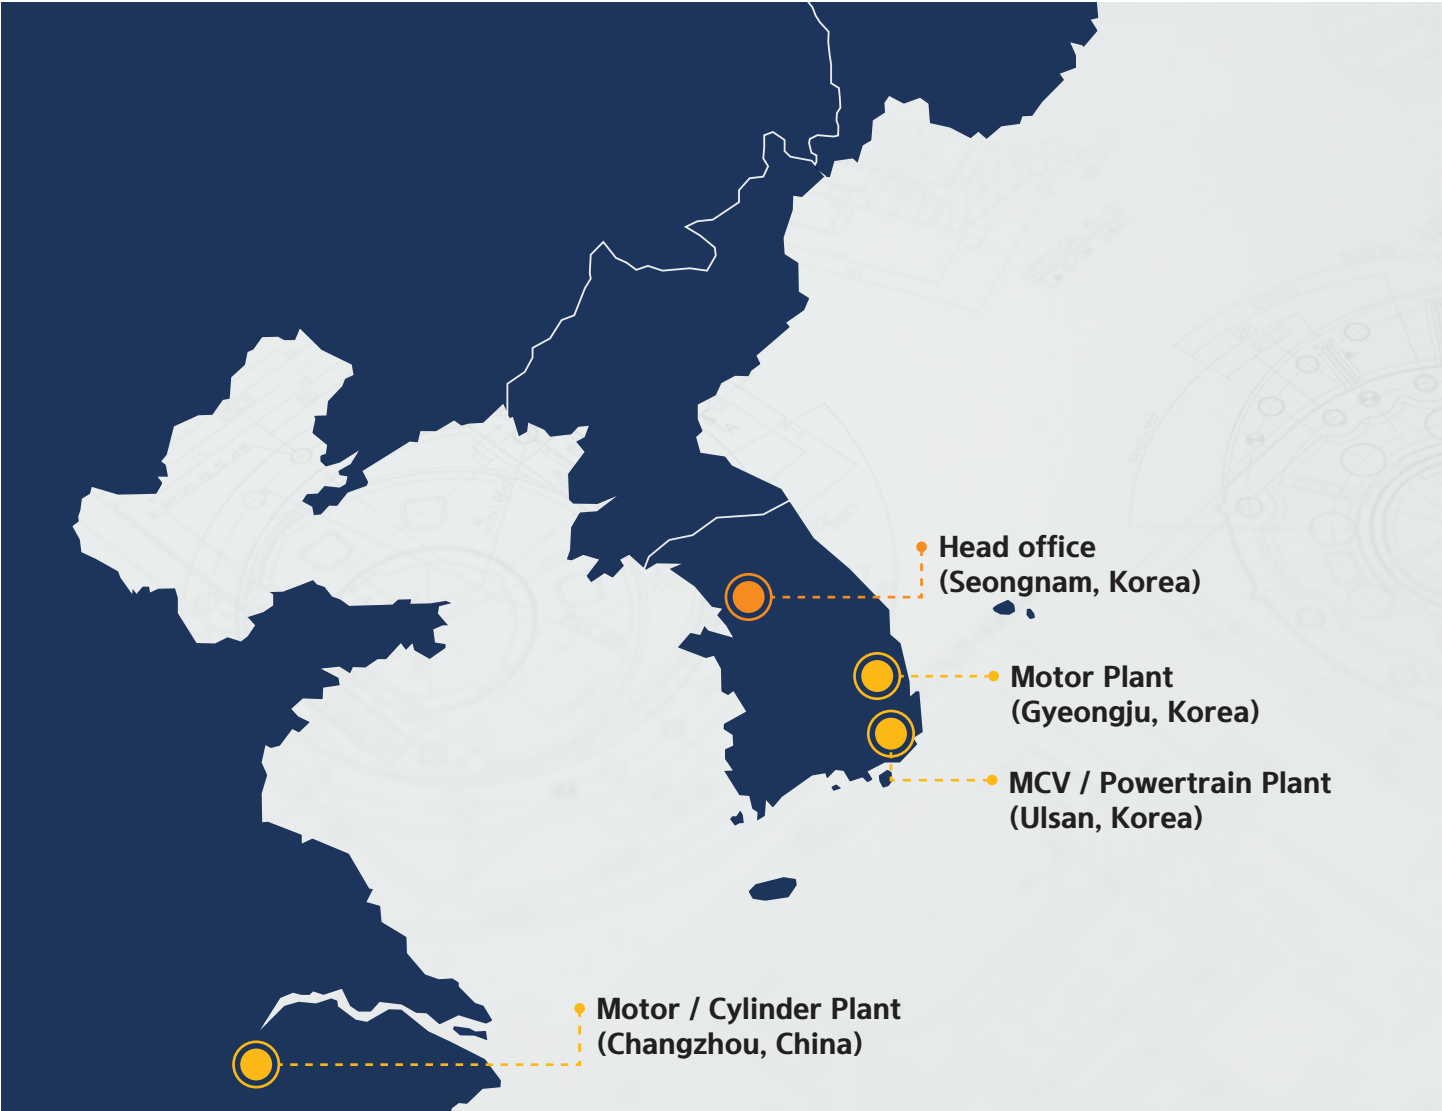 Head office
(Seongnam, Korea)
Motor Plant
(Gyeongju, Korea)
MCV / Powertrain Plant
(Ulsan, Korea)
Motor / Cylinder Plant
(Changzhou, China)